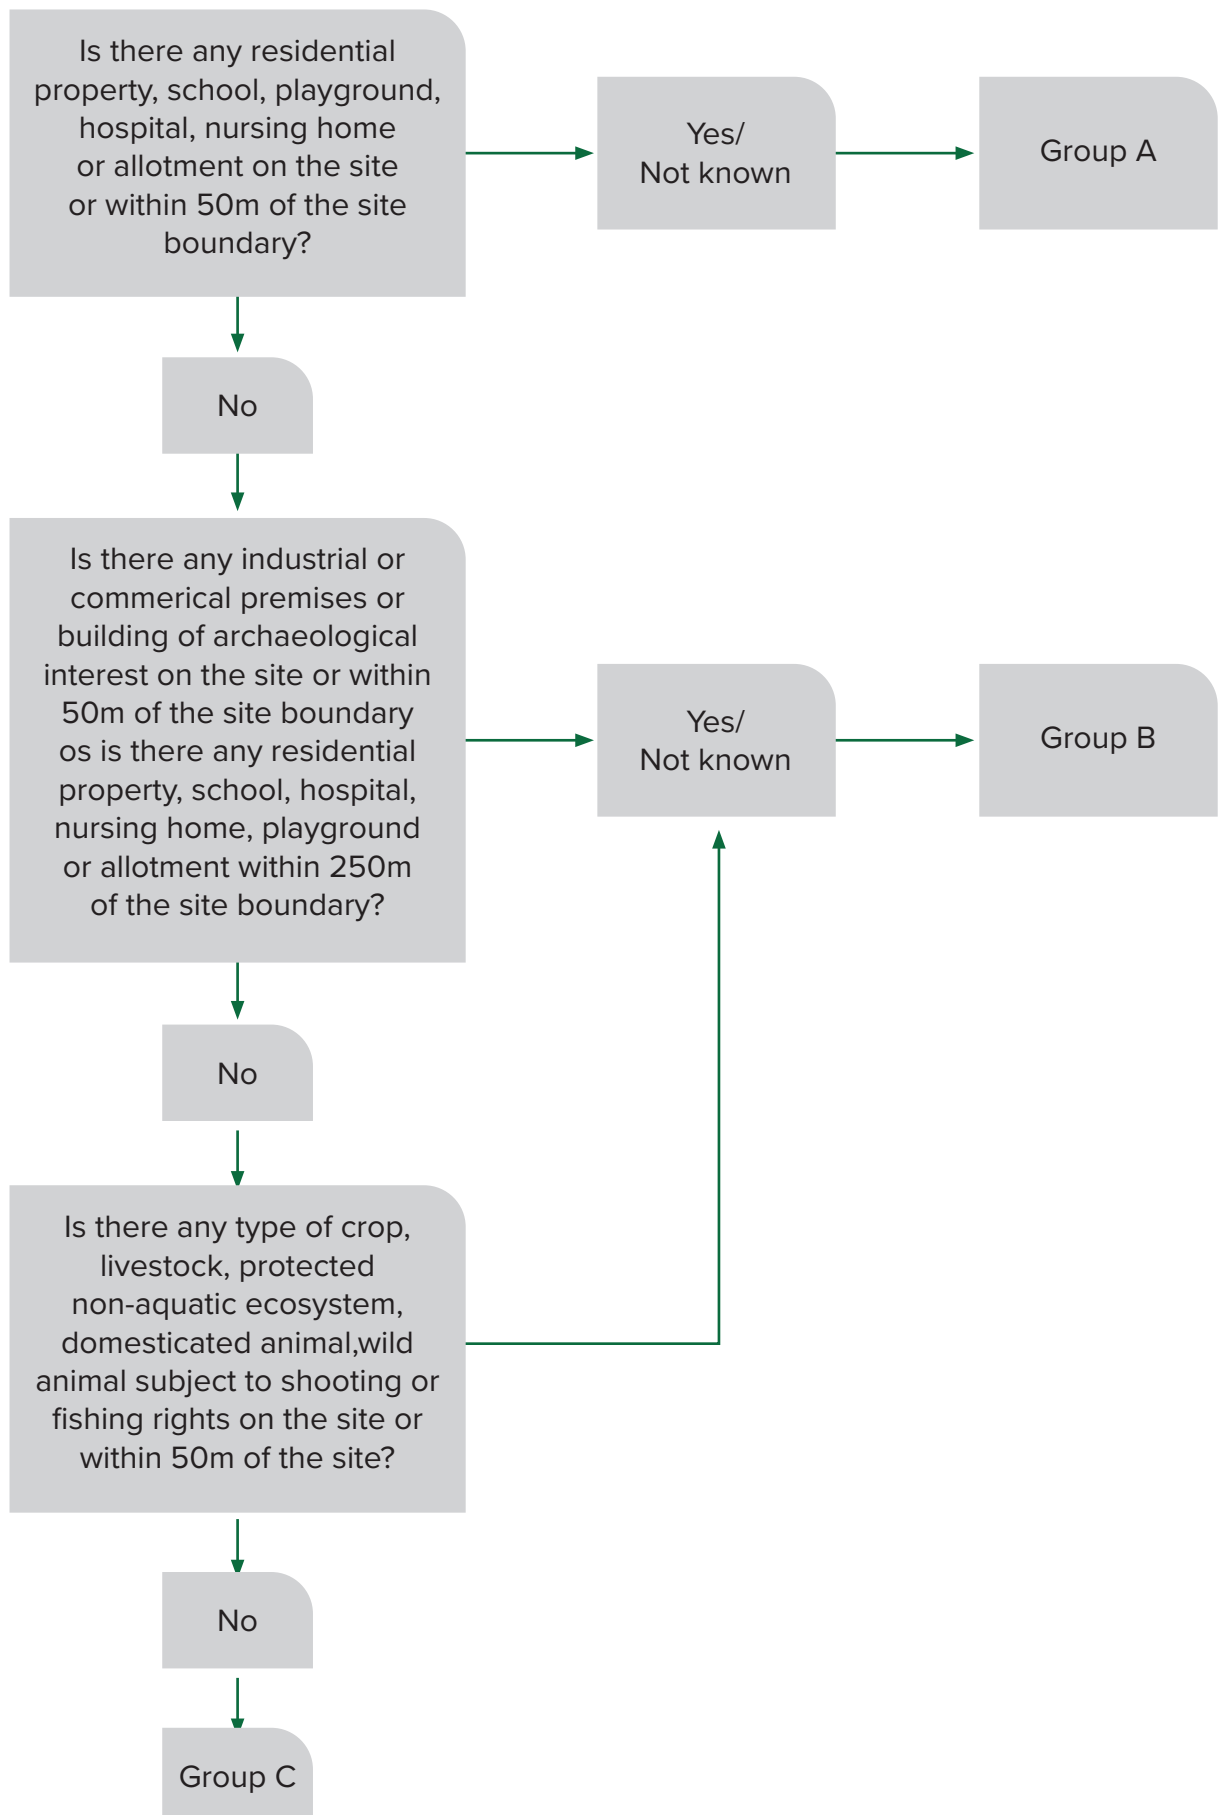 Is there any residential
property, school, playground,
hospital, nursing home
or allotment on the site
or within 50m of the site
boundary?
Yes/
Not known
Group A
No
Is there any industrial or
commerical premises or
building of archaeological
interest on the site or within
50m of the site boundary
os is there any residential
property, school, hospital,
nursing home, playground
or allotment within 250m
of the site boundary?
Yes/
Not known
Group B
No
Is there any type of crop,
livestock, protected
non-aquatic ecosystem,
domesticated animal,wild
animal subject to shooting or
fishing rights on the site or
within 50m of the site?
No
Group C